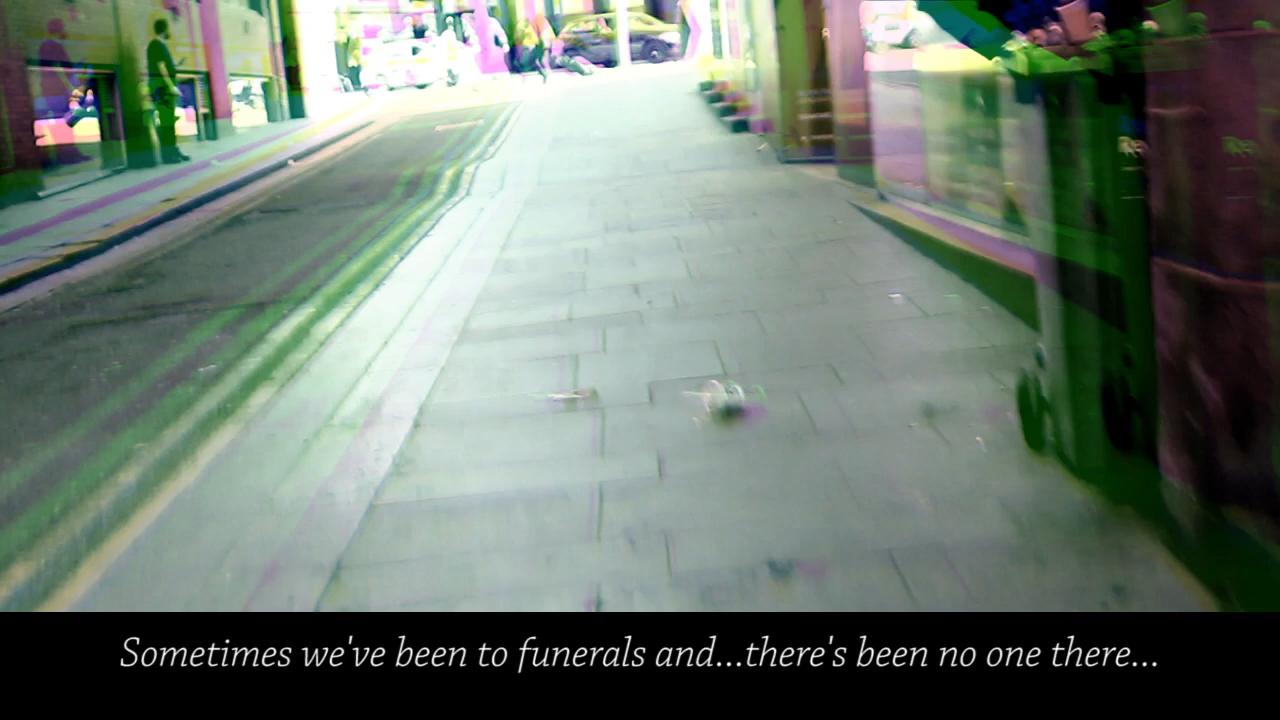 Sometimes we've been to funerals and...there's been no one there...